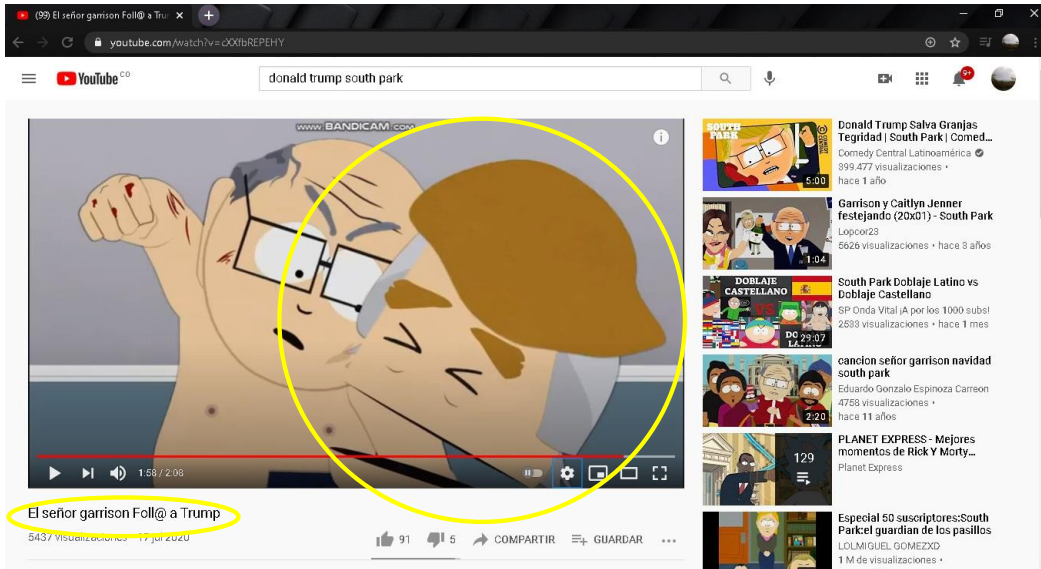 (99) El señor garrison Foll@ a Trum
youtube.com/watch?v=cXXfbREPEHY
YouTube CO
donald trump south park
9+
www.BANDICAM.com
1:58 / 2:08
El señor garrison Foll@ a Trump
5437 visualizaciones 17 jul 2020
91
5
COMPARTIR
GUARDAR
SOUTH PARK
5:00
Donald Trump Salva Granjas
Tegridad | South Park | Comed...
Comedy Central Latinoamérica
399.477 visualizaciones •
hace 1 año
1:04
Garrison y Caitlyn Jenner
festejando (20x01) - South Park
Lopcor23
5626 visualizaciones • hace 3 años
DOBLAJE
CASTELLANO
VS
29:07
South Park Doblaje Latino vs
Doblaje Castellano
SP Onda Vital ¡A por los 1000 subs!
2533 visualizaciones • hace 1 mes
2:20
cancion señor garrison navidad
south park
Eduardo Gonzalo Espinoza Carreon
4758 visualizaciones •
hace 11 años
129
PLANET EXPRESS - Mejores
momentos de Rick Y Morty...
Planet Express
Especial 50 suscriptores:South
Park:el guardian de los pasillos
LOLMIGUEL GOMEZXD
1 M de visualizaciones •